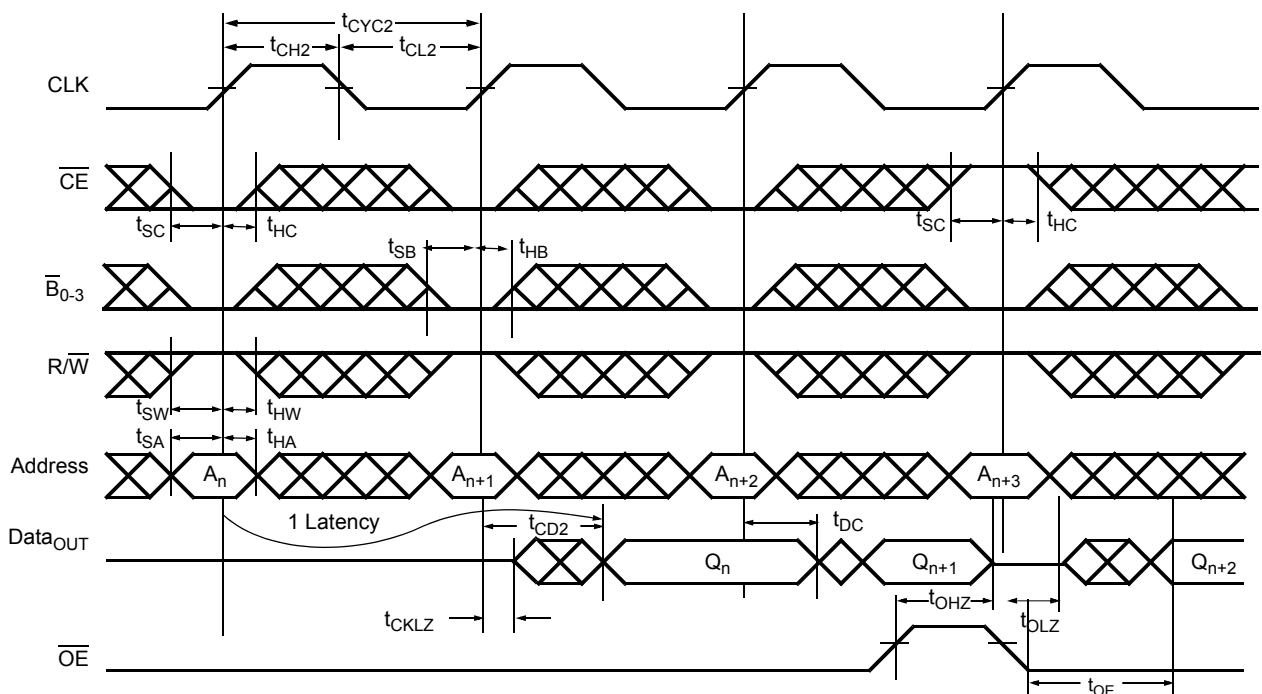 tCYC2
tCH2
tCL2
CLK
CE
tSC
tHC
tSC
tHC
tSB
tHB
B0-3
R/W
tSW
tHW
tSA
tHA
Address
An
An+1
An+2
An+3
1 Latency
tCD2
tDC
DataOUT
Qn
Qn+1
Qn+2
tOHZ
tCKLZ
tOLZ
OE
tOE